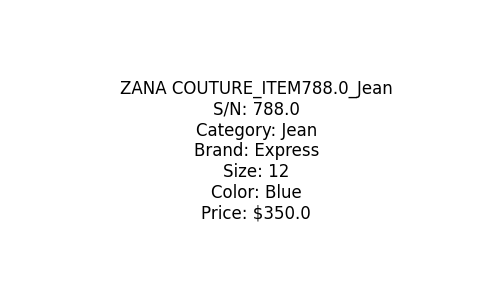 ZANA COUTURE_ITEM788.0_Jean
S/N: 788.0
Category: Jean
Brand: Express
Size: 12
Color: Blue
Price: $350.0